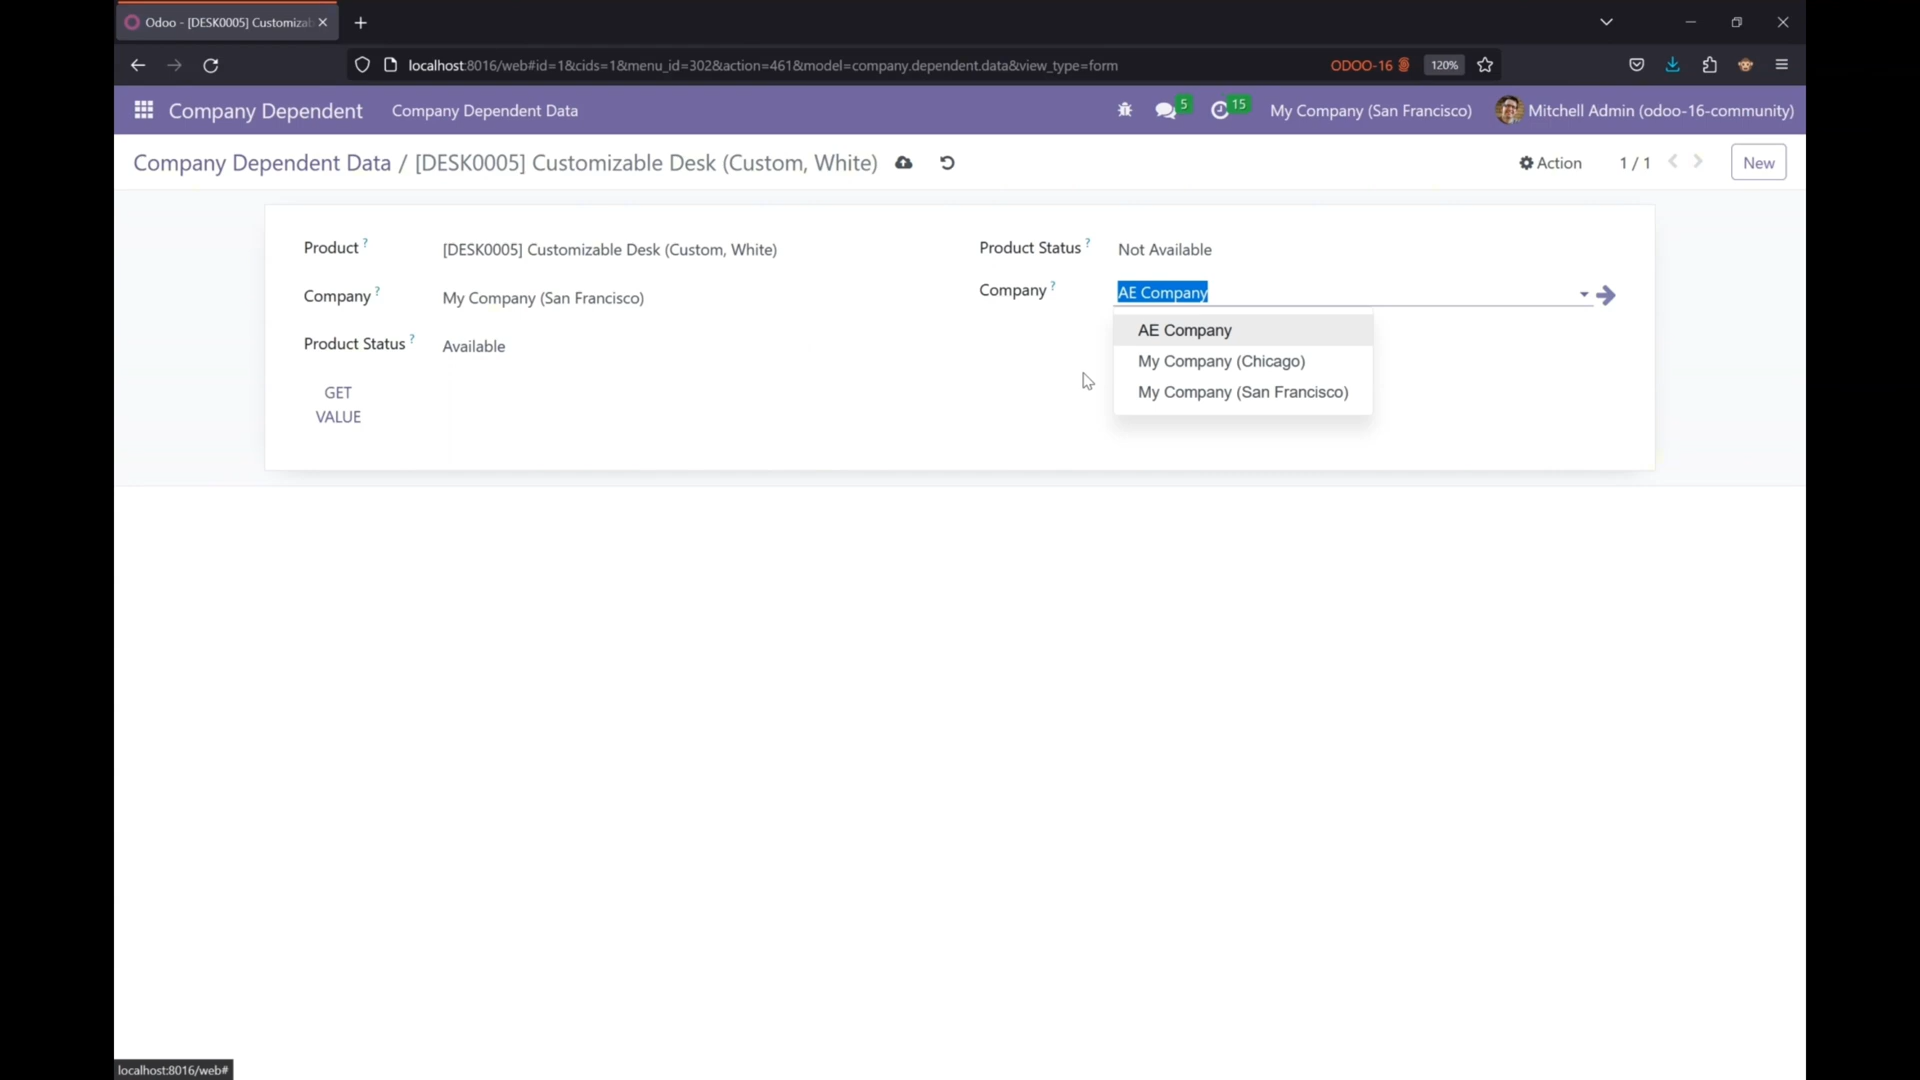 Odoo - [DESK0005] Customizab
localhost:8016/web#id=1&cids=1&menu_id=302&action=461&model=company.dependent.data&view_type=form
ODOO-16
120%
Company Dependent
Company Dependent Data
5
15
My Company (San Francisco)
Mitchell Admin (odoo-16-community)
Company Dependent Data / [DESK0005] Customizable Desk (Custom, White)
Action
1 / 1
New
Product ?
[DESK0005] Customizable Desk (Custom, White)
Company ?
My Company (San Francisco)
Product Status ?
Available
GET
VALUE
Product Status ?
Not Available
Company ?
AE Company
AE Company
My Company (Chicago)
My Company (San Francisco)
localhost:8016/web#